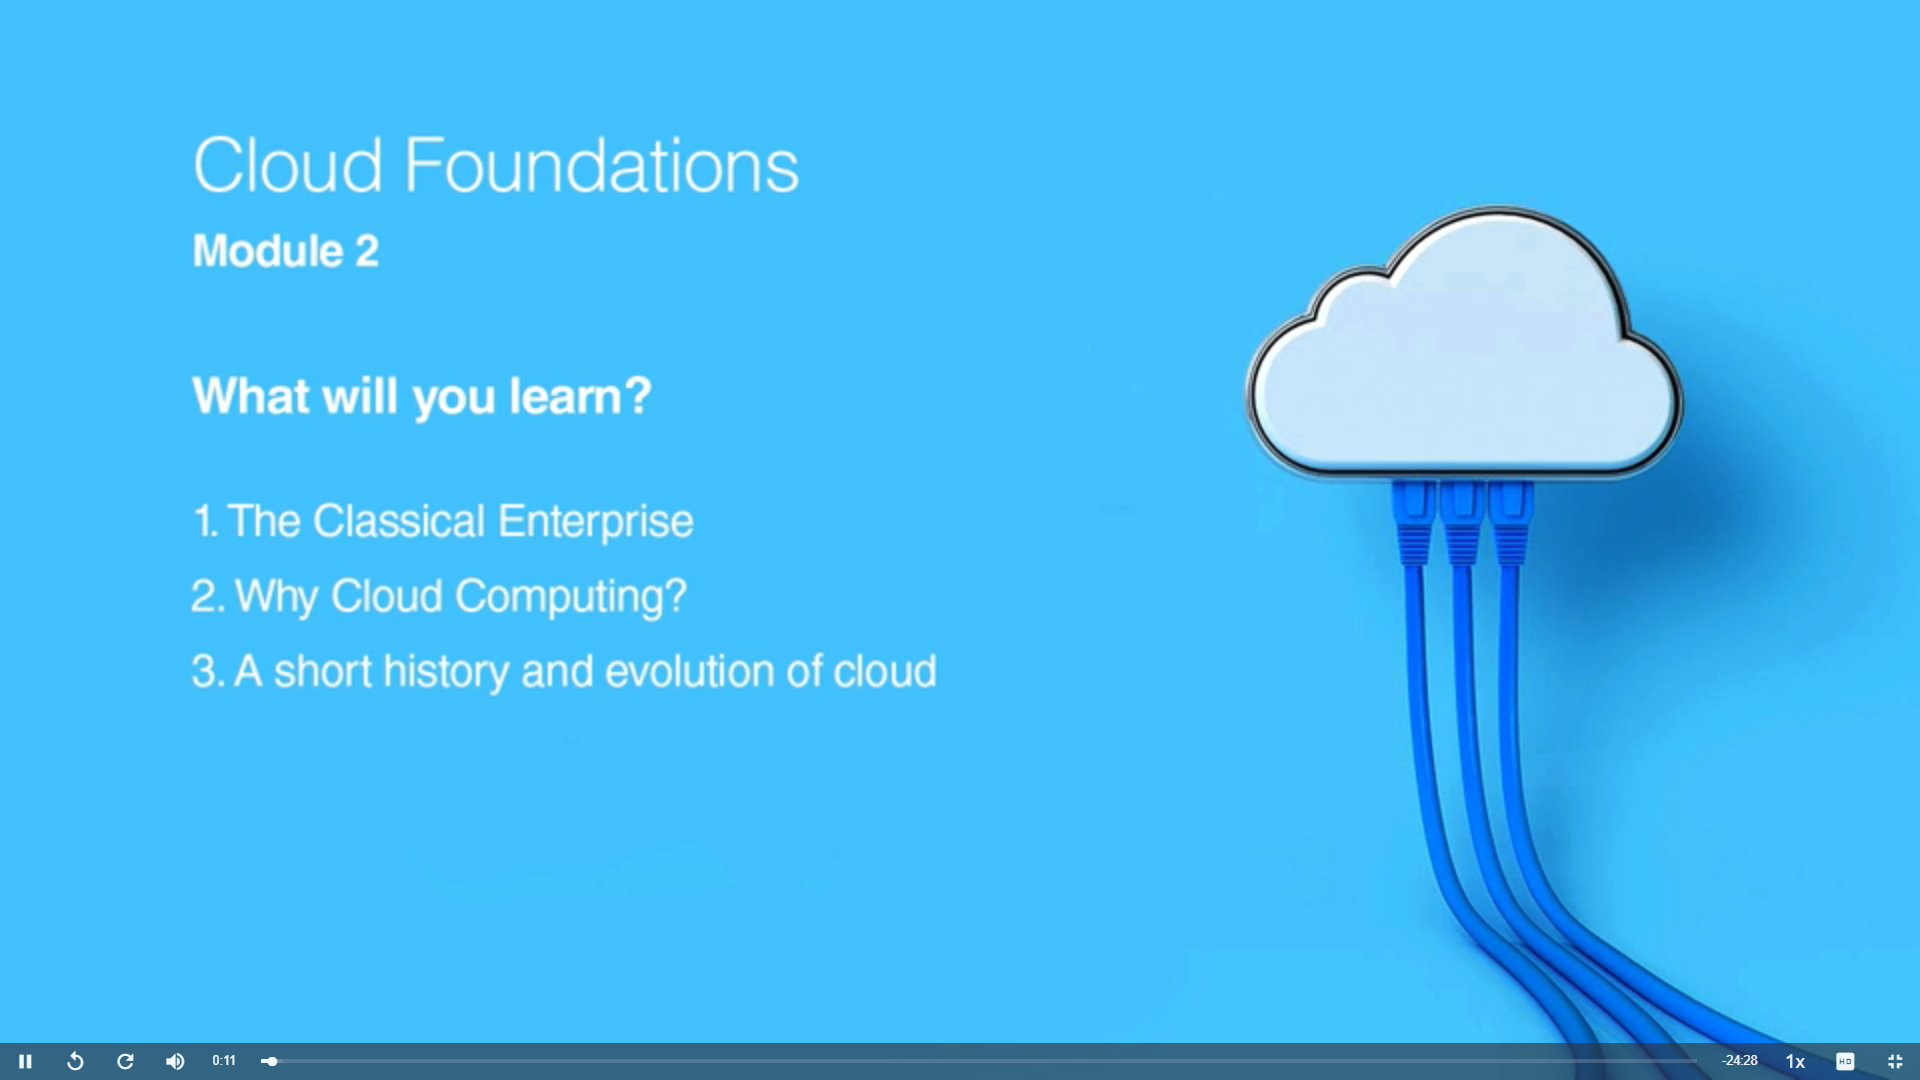 Cloud Foundations
Module 2
What will you learn?
1. The Classical Enterprise
2. Why Cloud Computing?
3. A short history and evolution of cloud
0:11
-24:28
1x
HD